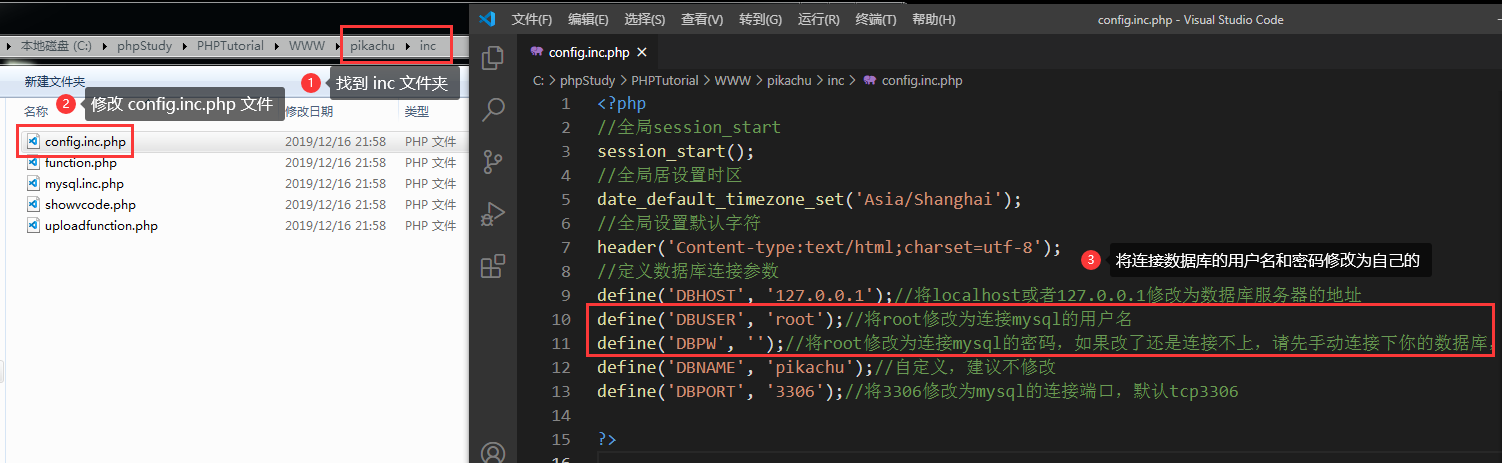 本地磁盘 (C:) ▸ phpStudy ▸ PHPTutorial ▸ WWW ▸ pikachu ▸ inc
新建文件夹
1 找到 inc 文件夹
名称 修改日期 类型
2 修改 config.inc.php 文件
config.inc.php 2019/12/16 21:58 PHP 文件
function.php 2019/12/16 21:58 PHP 文件
mysql.inc.php 2019/12/16 21:58 PHP 文件
showvcode.php 2019/12/16 21:58 PHP 文件
uploadfunction.php 2019/12/16 21:58 PHP 文件
文件(F) 编辑(E) 选择(S) 查看(V) 转到(G) 运行(R) 终端(T) 帮助(H) config.inc.php - Visual Studio Code
config.inc.php
C: > phpStudy > PHPTutorial > WWW > pikachu > inc > config.inc.php
1 <?php
2 //全局session_start
3 session_start();
4 //全局居设置时区
5 date_default_timezone_set('Asia/Shanghai');
6 //全局设置默认字符
7 header('Content-type:text/html;charset=utf-8');
3 将连接数据库的用户名和密码修改为自己的
8 //定义数据库连接参数
9 define('DBHOST', '127.0.0.1');//将localhost或者127.0.0.1修改为数据库服务器的地址
10 define('DBUSER', 'root');//将root修改为连接mysql的用户名
11 define('DBPW', '');//将root修改为连接mysql的密码，如果改了还是连接不上，请先手动连接下你的数据库，
12 define('DBNAME', 'pikachu');//自定义，建议不修改
13 define('DBPORT', '3306');//将3306修改为mysql的连接端口，默认tcp3306
14
15 ?>
16